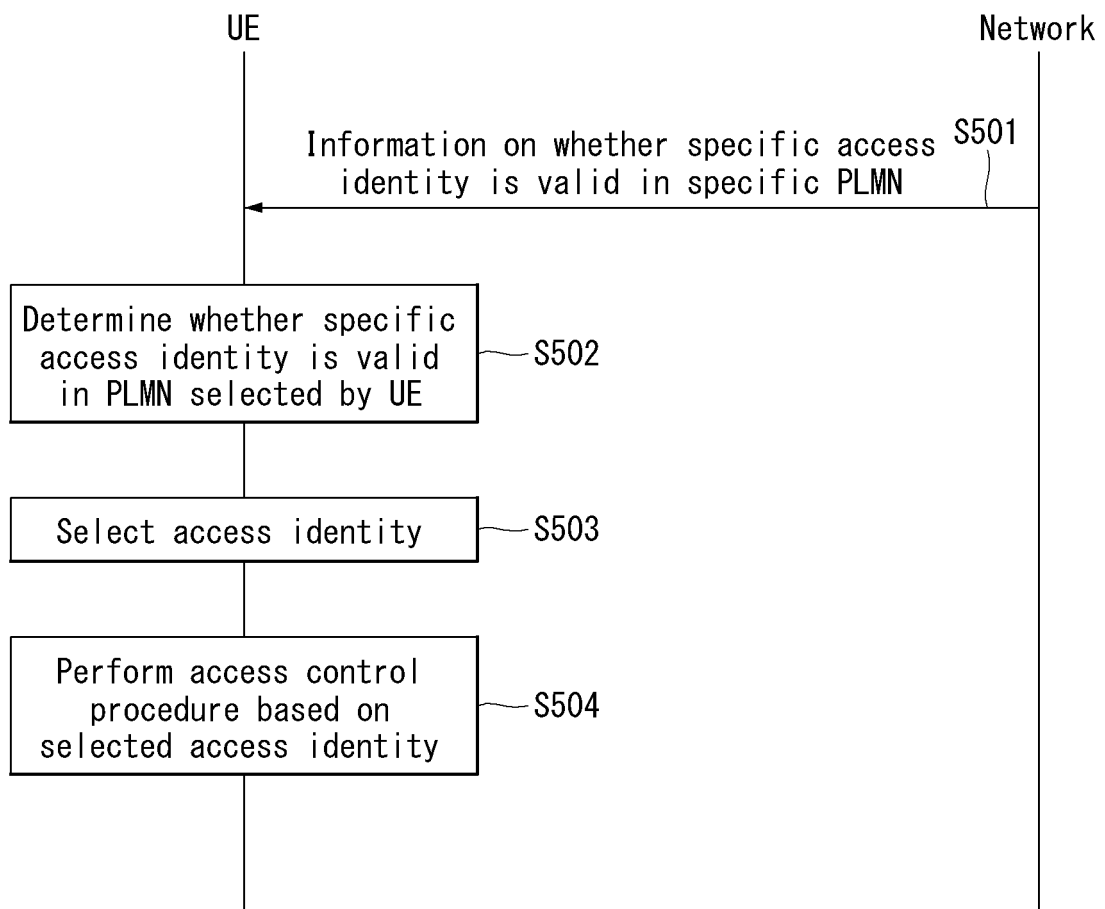 UE
Network
S501
Information on whether specific access
identity is valid in specific PLMN
Determine whether specific
access identity is valid
in PLMN selected by UE
S502
Select access identity
S503
Perform access control
procedure based on
selected access identity
S504